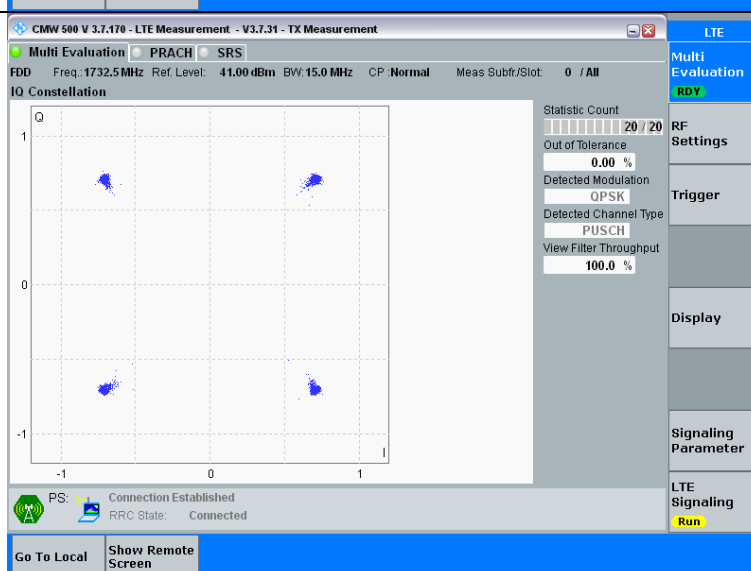 CMW 500 V 3.7.170 - LTE Measurement - V3.7.31 - TX Measurement
LTE
Multi Evaluation PRACH SRS
FDD Freq.:1732.5 MHz Ref. Level: 41.00 dBm BW:15.0 MHz CP :Normal Meas Subfr./Slot: 0 / All
IQ Constellation
Q
1
0
-1
I
-1 0 1
Statistic Count
20 / 20
Out of Tolerance
0.00 %
Detected Modulation
QPSK
Detected Channel Type
PUSCH
View Filter Throughput
100.0 %
Multi
Evaluation
RDY
RF
Settings
Trigger
Display
Signaling
Parameter
LTE
Signaling
Run
PS: Connection Established
RRC State: Connected
Go To Local
Show Remote
Screen